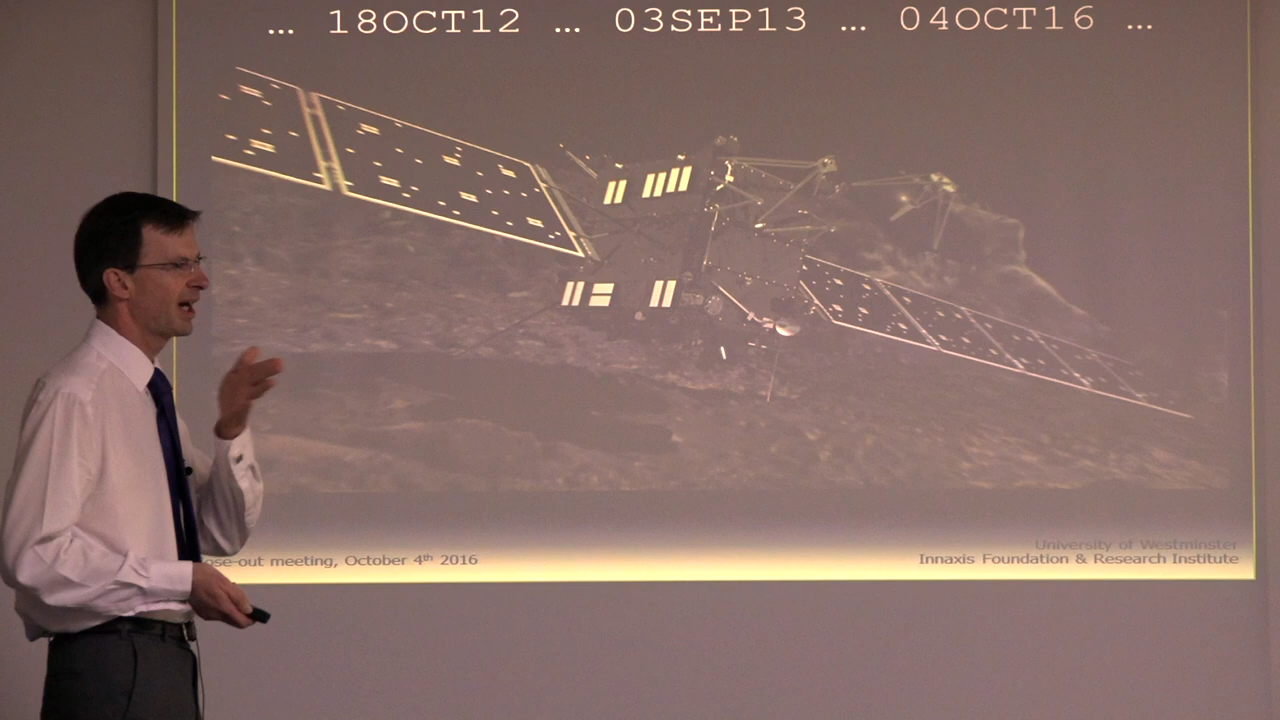 ... 18OCT12 ... 03SEP13 ... 04OCT16 ...
University of Westminster
ose-out meeting, October 4th 2016
Innaxis Foundation & Research Institute